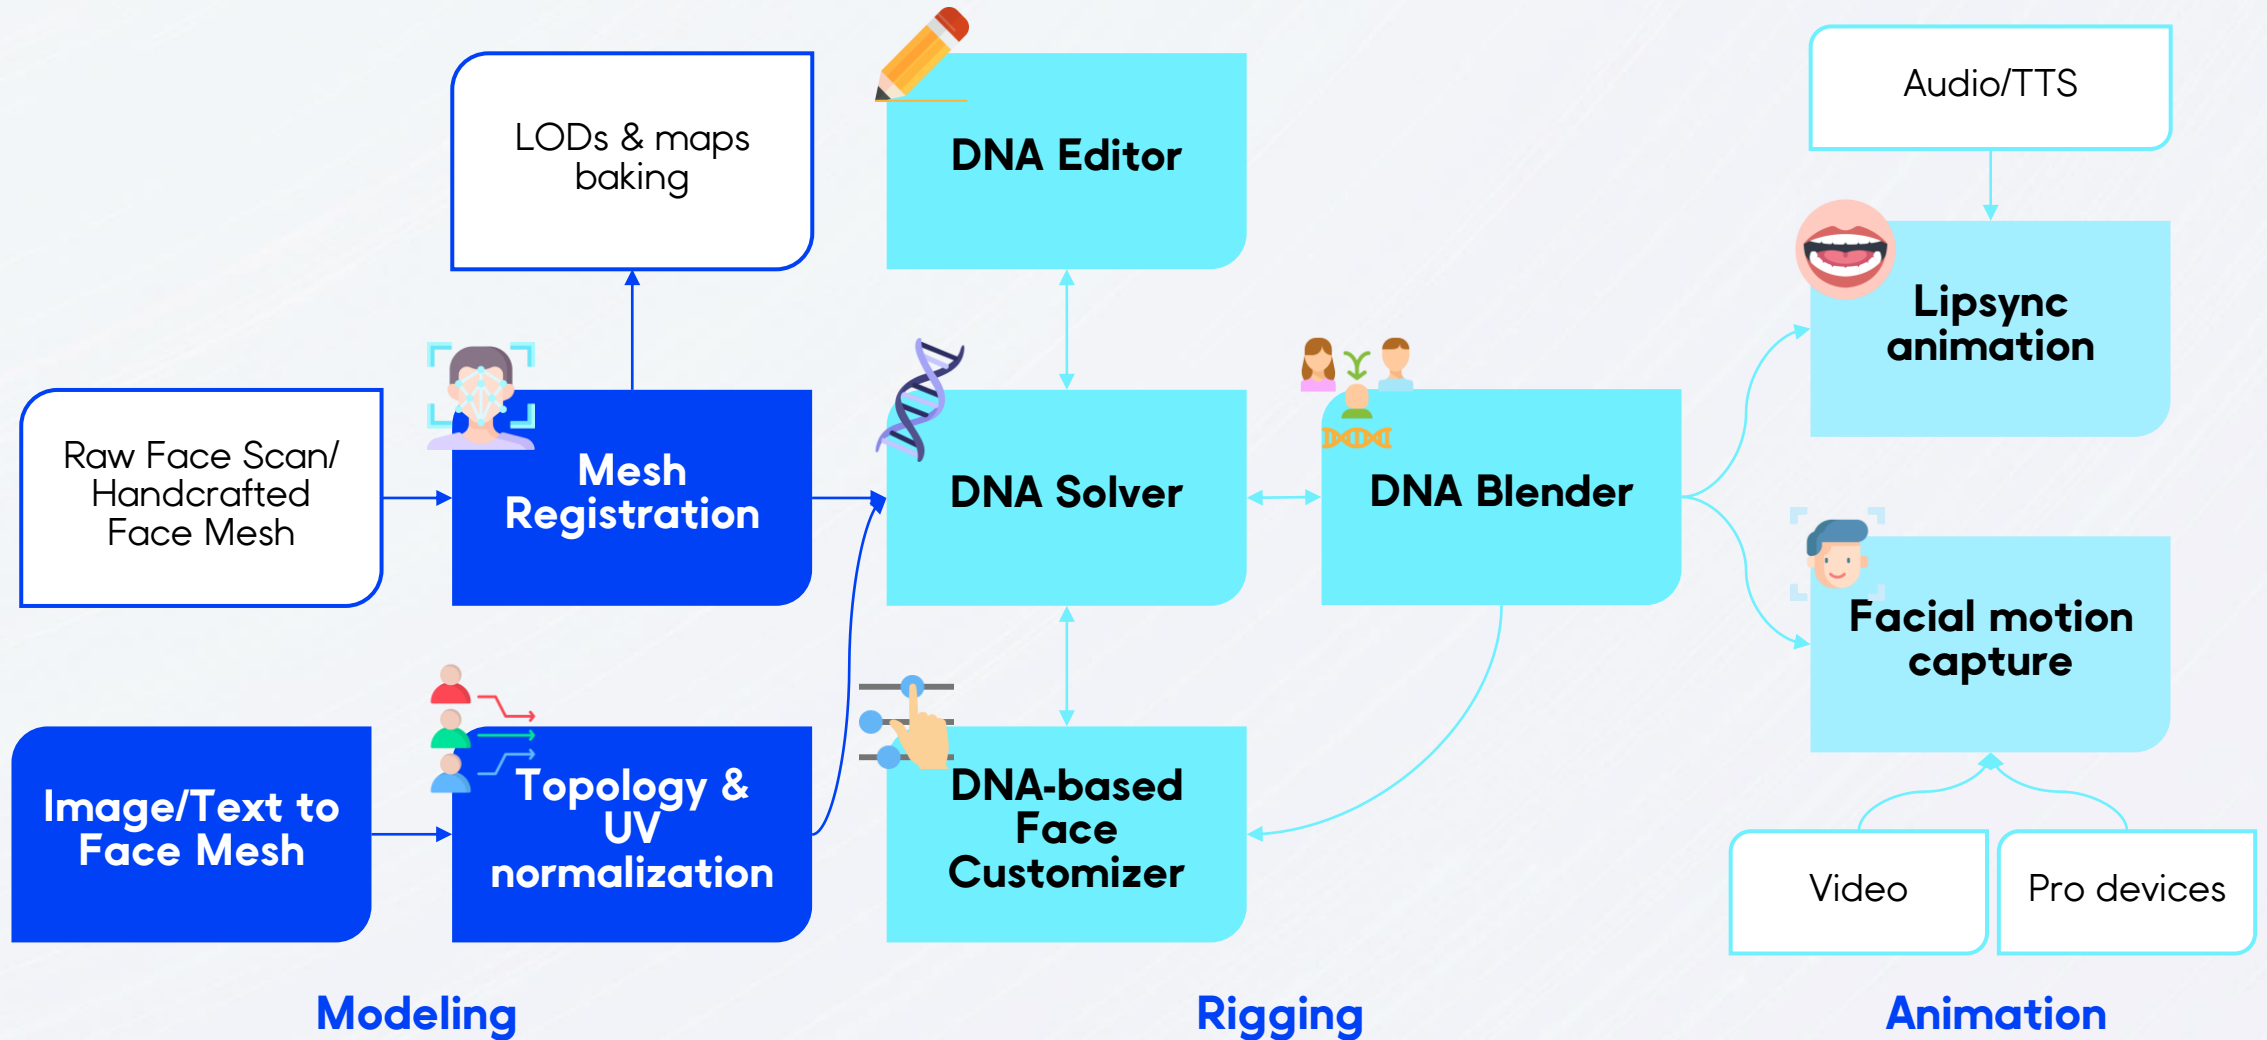 LODs & maps
baking
DNA Editor
Audio/TTS
Lipsync
animation
Raw Face Scan/
Handcrafted
Face Mesh
Mesh
Registration
DNA Solver
DNA Blender
Facial motion
capture
Image/Text to
Face Mesh
Topology &
UV
normalization
DNA-based
Face
Customizer
Video
Pro devices
Modeling
Rigging
Animation